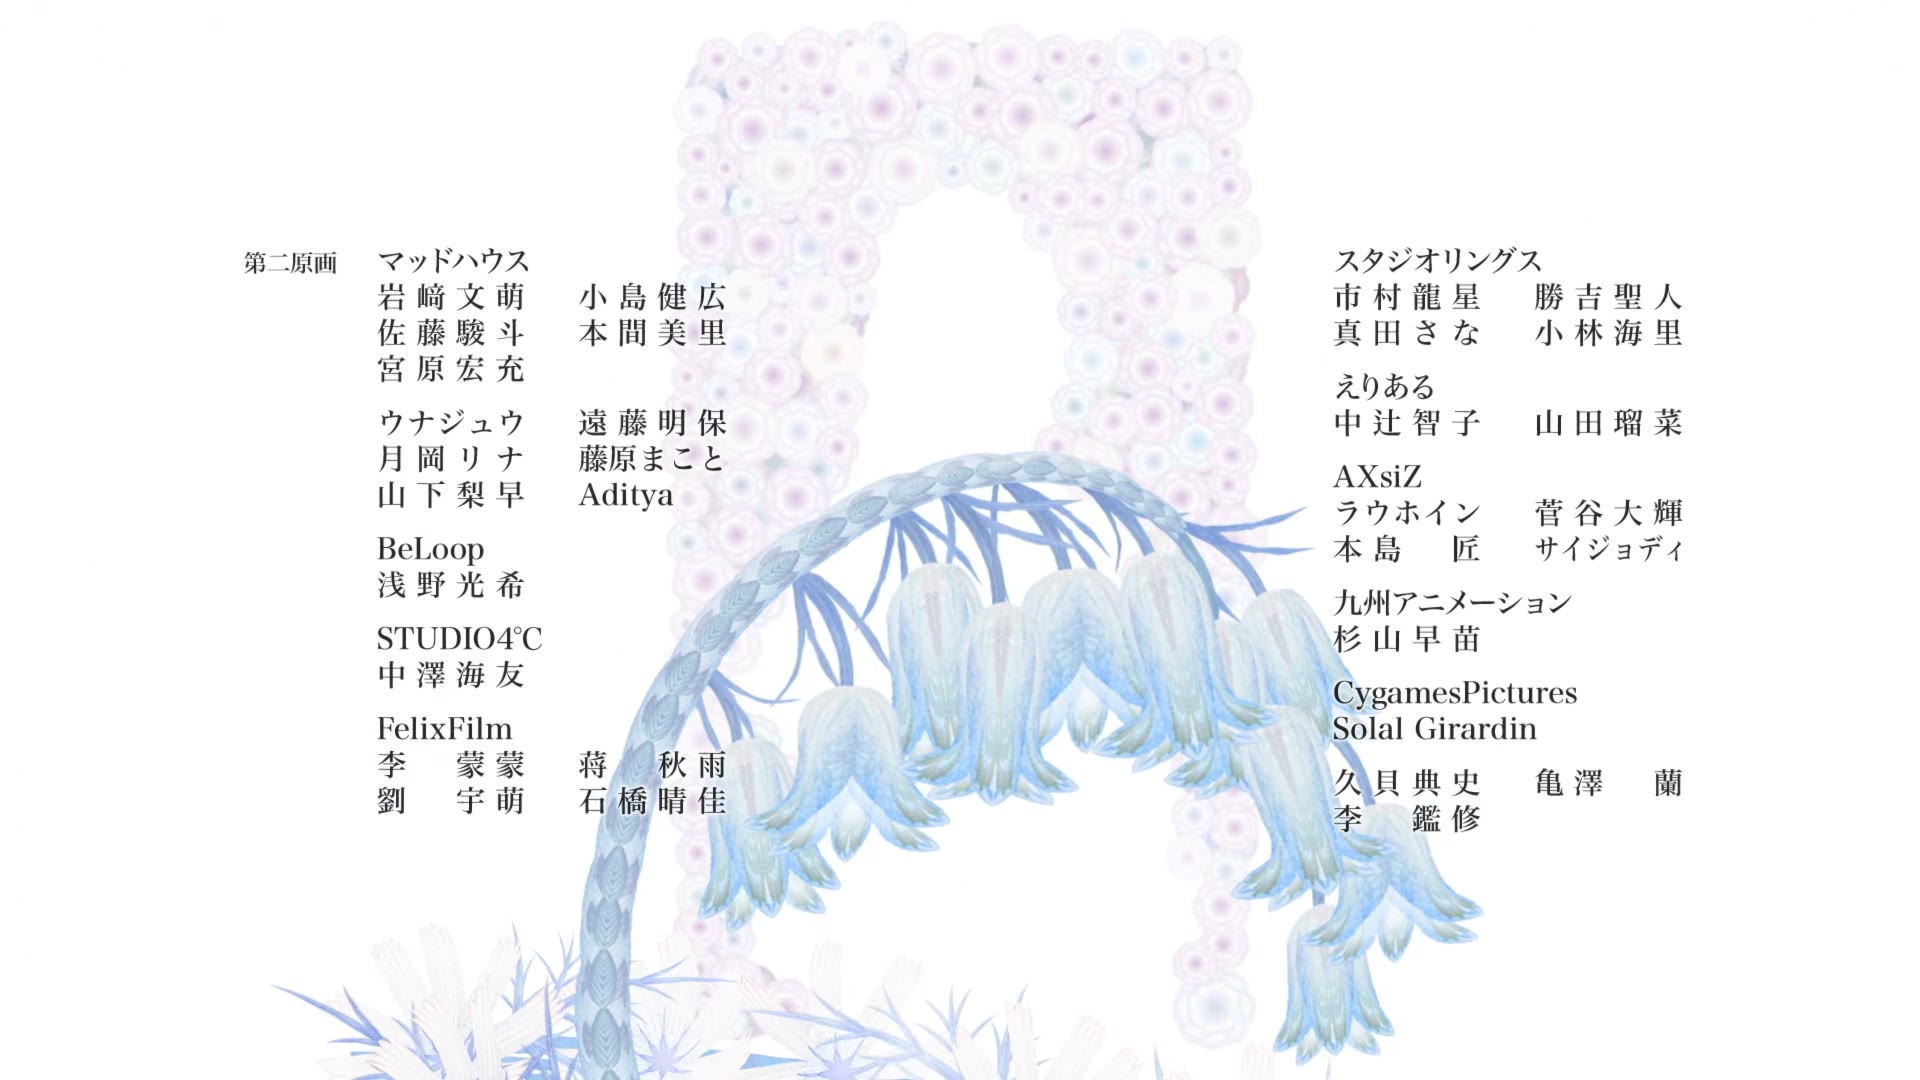 第二原画
マッドハウス
岩﨑文萌 小島健広
佐藤駿斗 本間美里
宮原宏充
ウナジュウ 遠藤明保
月岡リナ 藤原まこと
山下梨早 Aditya
BeLoop
浅野光希
STUDIO4℃
中澤海友
FelixFilm
李 蒙蒙 蒋 秋雨
劉 宇萌 石橋晴佳
スタジオリングス
市村龍星 勝吉聖人
真田さな 小林海里
えりある
中辻智子 山田瑠菜
AXsiZ
ラウホイン 菅谷大輝
本島 匠 サイジョディ
九州アニメーション
杉山早苗
CygamesPictures
Solal Girardin
久貝典史 亀澤 蘭
李 鑑修